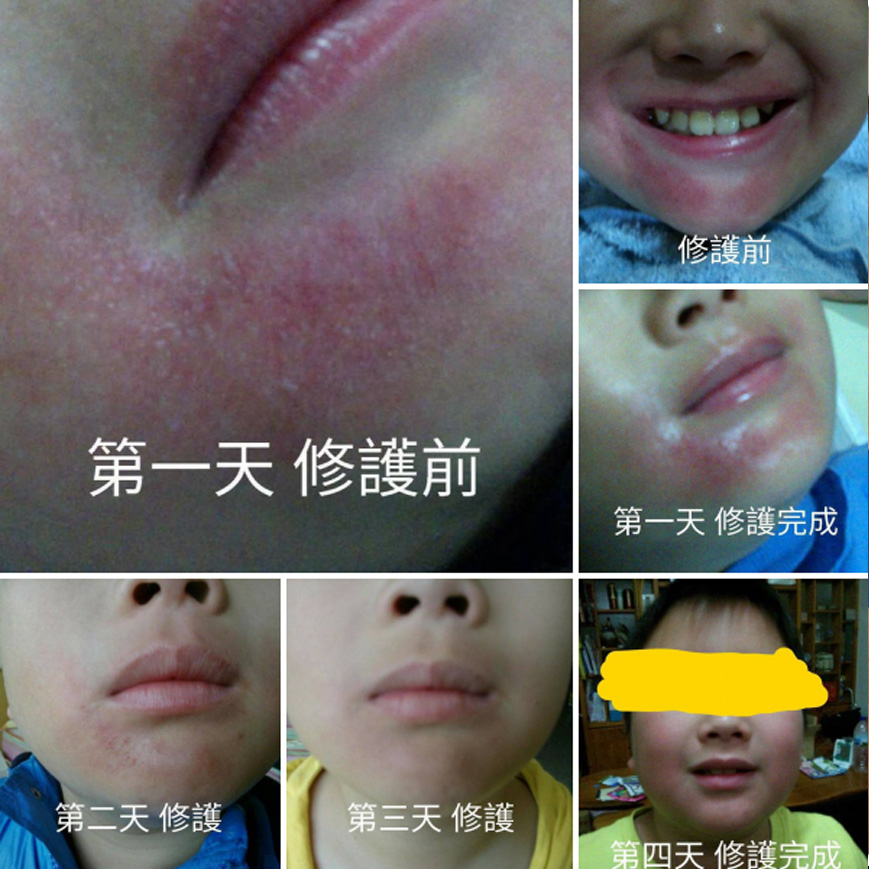 第一天 修護前
修護前
第一天 修護完成
第二天 修護
第三天 修護
第四天 修護完成